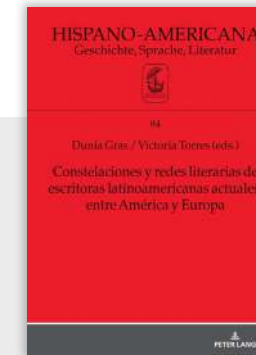 HISPANO-AMERICANA
Geschichte, Sprache, Literatur
Dunia Gras / Victoria Torres (eds.)
Constelaciones y redes literarias de
escritoras latinoamericanas actuales
entre América y Europa
PETER LANG